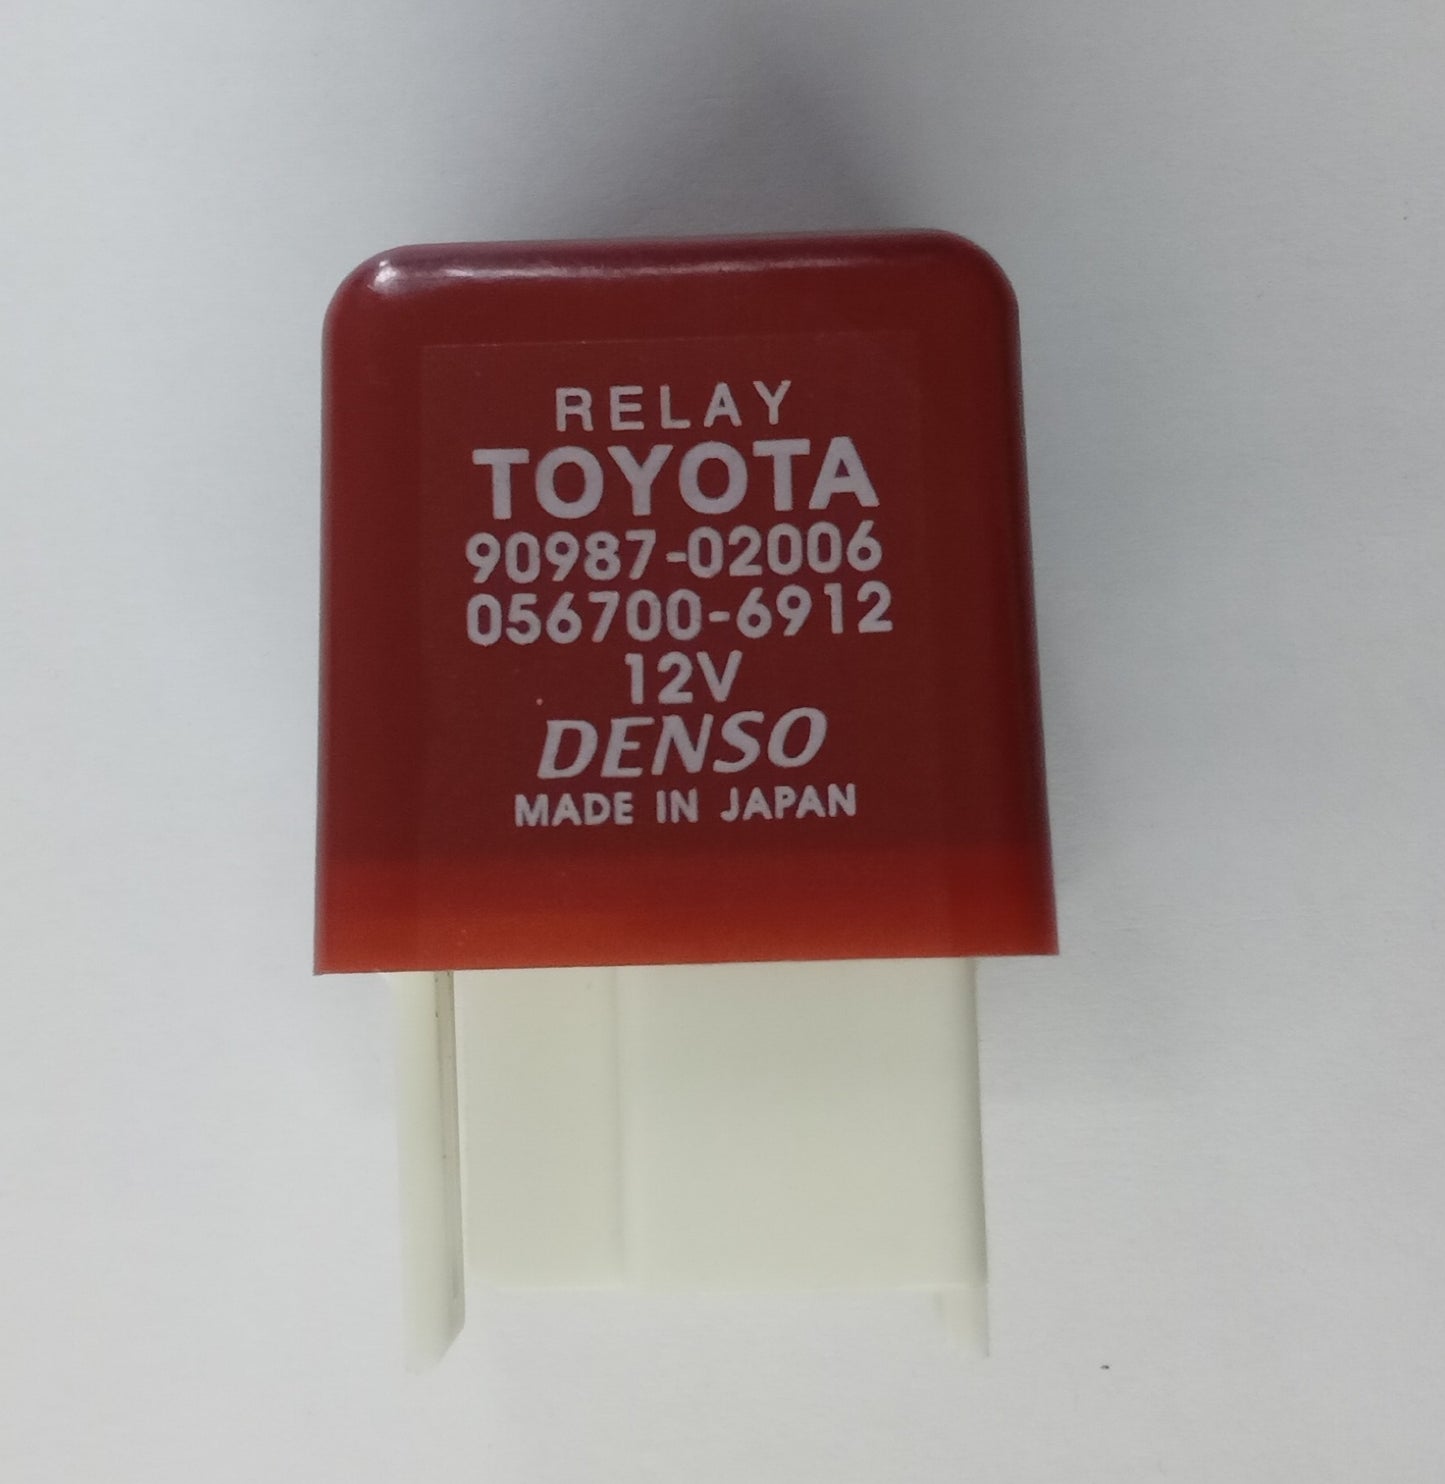 RELAY
TOYOTA
90987-02006
056700-6912
12V
DENSO
MADE IN JAPAN